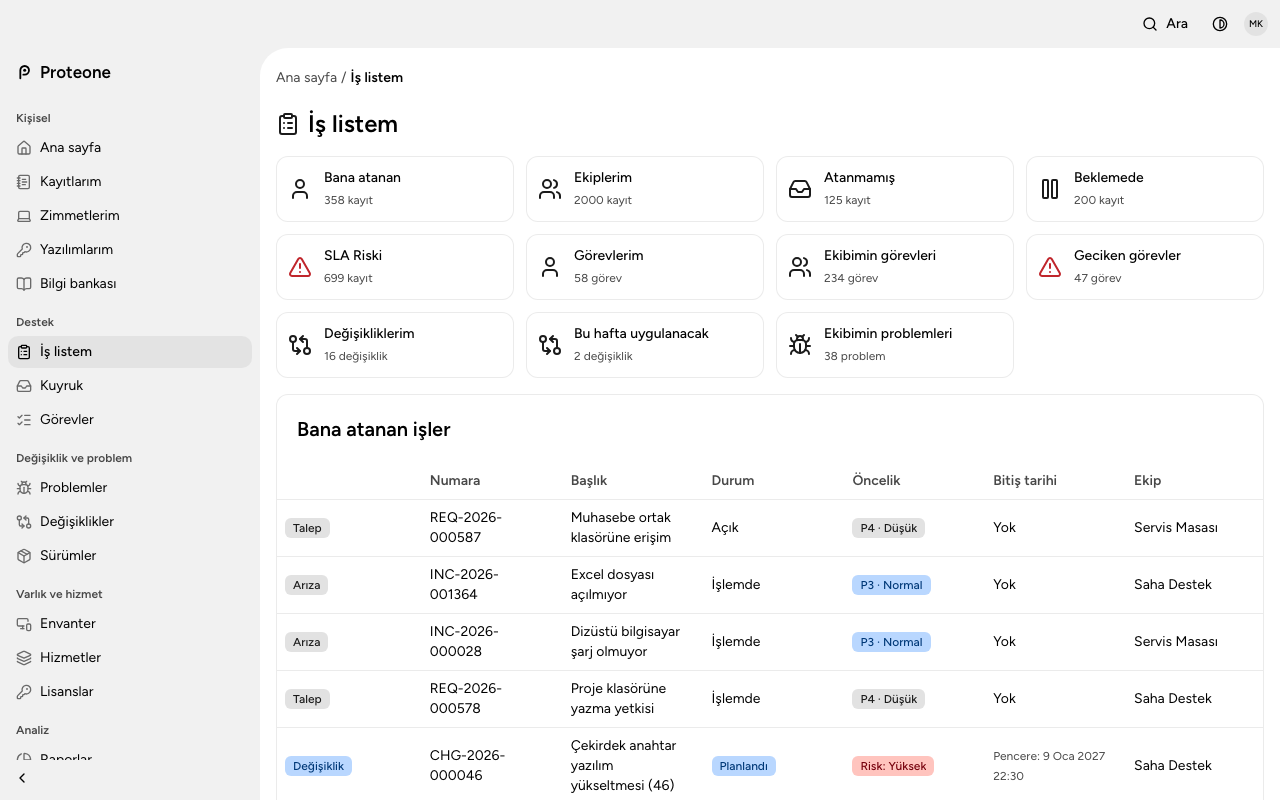 Ara
MK
Proteone
Kişisel
Ana sayfa
Kayıtlarım
Zimmetlerim
Yazılımlarım
Bilgi bankası
Destek
İş listem
Kuyruk
Görevler
Değişiklik ve problem
Problemler
Değişiklikler
Sürümler
Varlık ve hizmet
Envanter
Hizmetler
Lisanslar
Analiz
Raporlar
Ana sayfa / İş listem
İş listem
Bana atanan
358 kayıt
Ekiplerim
2000 kayıt
Atanmamış
125 kayıt
Beklemede
200 kayıt
SLA Riski
699 kayıt
Görevlerim
58 görev
Ekibimin görevleri
234 görev
Geciken görevler
47 görev
Değişikliklerim
16 değişiklik
Bu hafta uygulanacak
2 değişiklik
Ekibimin problemleri
38 problem
Bana atanan işler
Numara Başlık Durum Öncelik Bitiş tarihi Ekip
Talep
REQ-2026-
000587
Muhasebe ortak
klasörüne erişim
Açık
P4 · Düşük
Yok
Servis Masası
Arıza
INC-2026-
001364
Excel dosyası
açılmıyor
İşlemde
P3 · Normal
Yok
Saha Destek
Arıza
INC-2026-
000028
Dizüstü bilgisayar
şarj olmuyor
İşlemde
P3 · Normal
Yok
Servis Masası
Talep
REQ-2026-
000578
Proje klasörüne
yazma yetkisi
İşlemde
P4 · Düşük
Yok
Saha Destek
Değişiklik
CHG-2026-
000046
Çekirdek anahtar
yazılım
yükseltmesi (46)
Planlandı
Risk: Yüksek
Pencere: 9 Oca 2027
22:30
Saha Destek